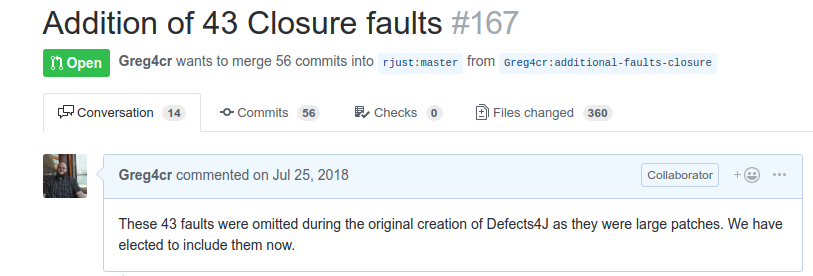 Addition of 43 Closure faults #167
Open Greg4cr wants to merge 56 commits into rjust:master from Greg4cr:additional-faults-closure
Conversation 14 Commits 56 Checks 0 Files changed 360
Greg4cr commented on Jul 25, 2018 Collaborator +
These 43 faults were omitted during the original creation of Defects4J as they were large patches. We have
elected to include them now.